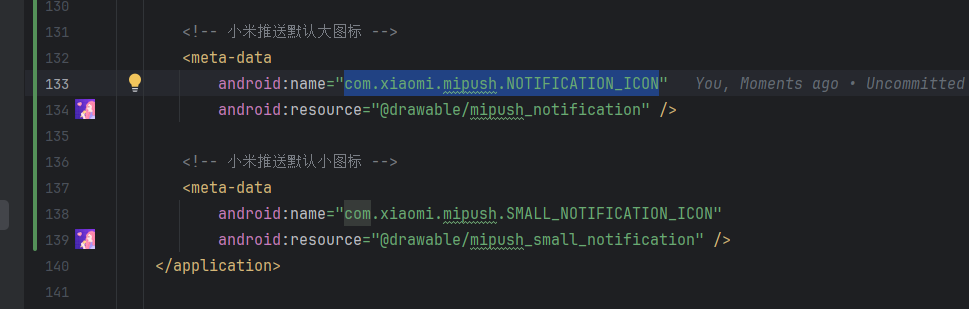 130
131 <!-- 小米推送默认大图标 -->
132 <meta-data
133 android:name="com.xiaomi.mipush.NOTIFICATION_ICON" You, Moments ago • Uncommitted
134 android:resource="@drawable/mipush_notification" />
135
136 <!-- 小米推送默认小图标 -->
137 <meta-data
138 android:name="com.xiaomi.mipush.SMALL_NOTIFICATION_ICON"
139 android:resource="@drawable/mipush_small_notification" />
140 </application>
141